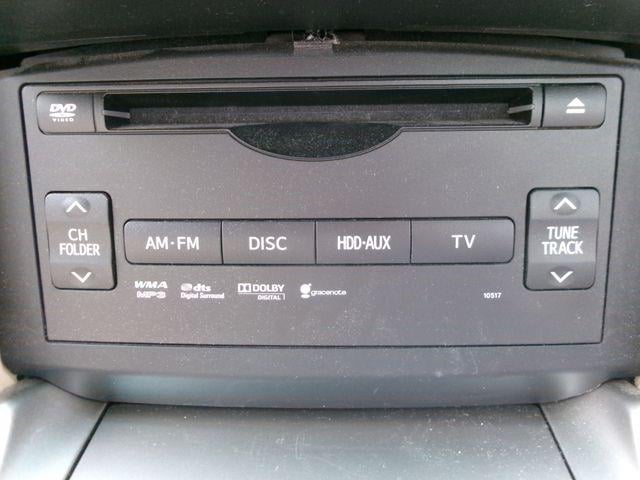 DVD
VIDEO
CH
FOLDER
AM·FM
DISC
HDD·AUX
TV
TUNE
TRACK
WMA
MP3
dts
Digital Surround
DOLBY
DIGITAL
gracenote
10517